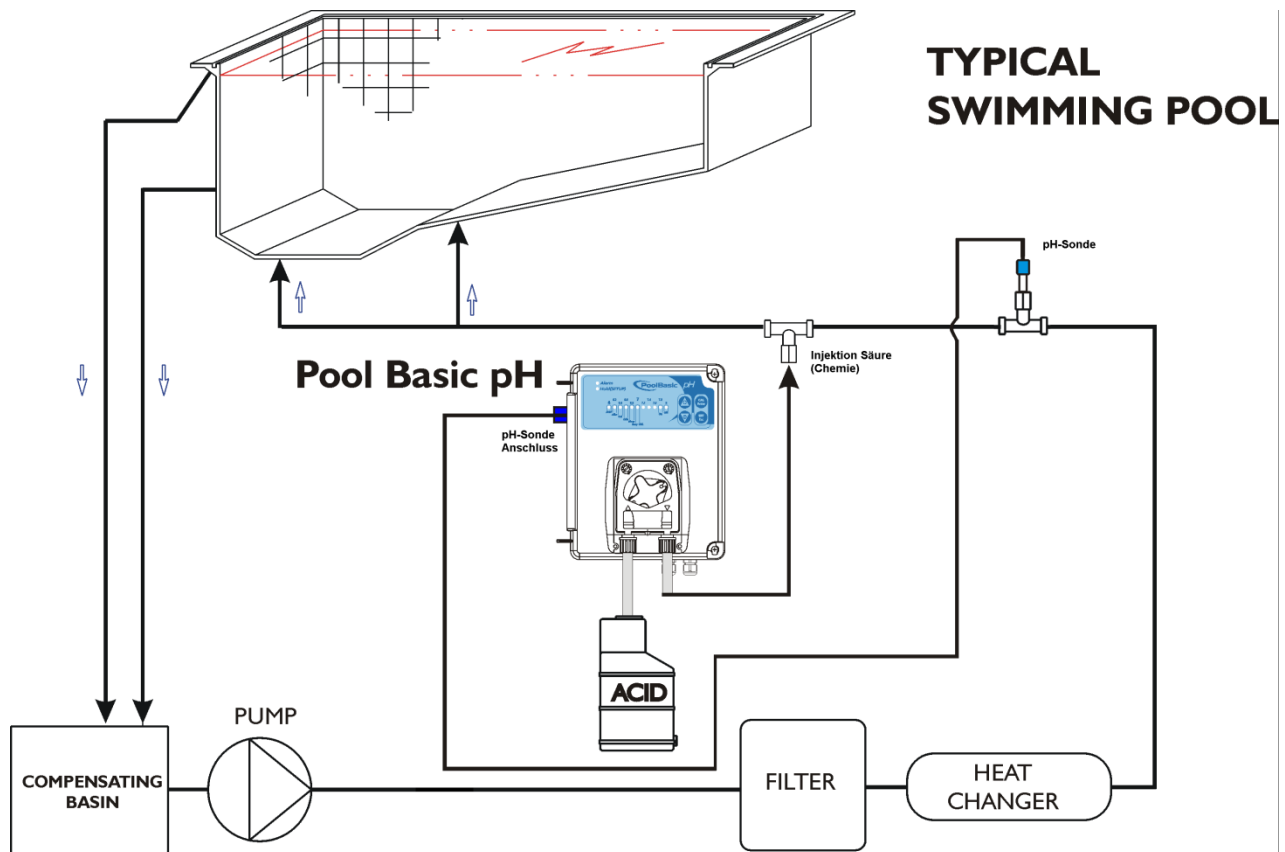 TYPICAL
SWIMMING POOL
pH-Sonde
Injektion Säure
(Chemie)
Pool Basic pH
Alarm
PoolBasic pH
pH-Sonde
Anschluss
ACID
PUMP
COMPENSATING
BASIN
FILTER
HEAT
CHANGER